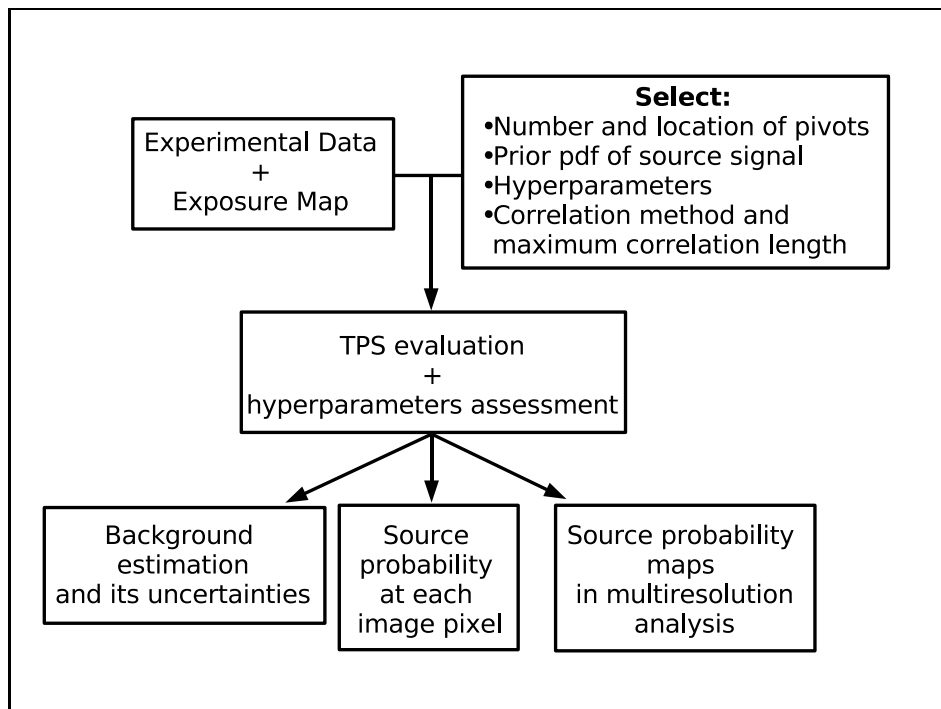 Experimental Data
+
Exposure Map
Select:
•Number and location of pivots
•Prior pdf of source signal
•Hyperparameters
•Correlation method and
maximum correlation length
TPS evaluation
+
hyperparameters assessment
Background
estimation
and its uncertainties
Source
probability
at each
image pixel
Source probability
maps
in multiresolution
analysis